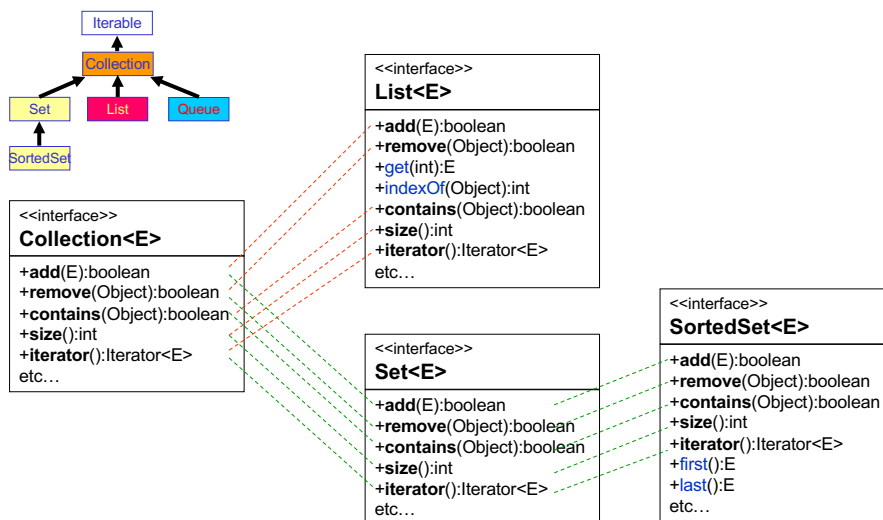 Iterable
Collection
Set
List
Queue
SortedSet
<<interface>>
List<E>
+add(E):boolean
+remove(Object):boolean
+get(int):E
+indexOf(Object):int
+contains(Object):boolean
+size():int
+iterator():Iterator<E>
etc…
<<interface>>
Collection<E>
+add(E):boolean
+remove(Object):boolean
+contains(Object):boolean
+size():int
+iterator():Iterator<E>
etc…
<<interface>>
Set<E>
+add(E):boolean
+remove(Object):boolean
+contains(Object):boolean
+size():int
+iterator():Iterator<E>
etc…
<<interface>>
SortedSet<E>
+add(E):boolean
+remove(Object):boolean
+contains(Object):boolean
+size():int
+iterator():Iterator<E>
+first():E
+last():E
etc…